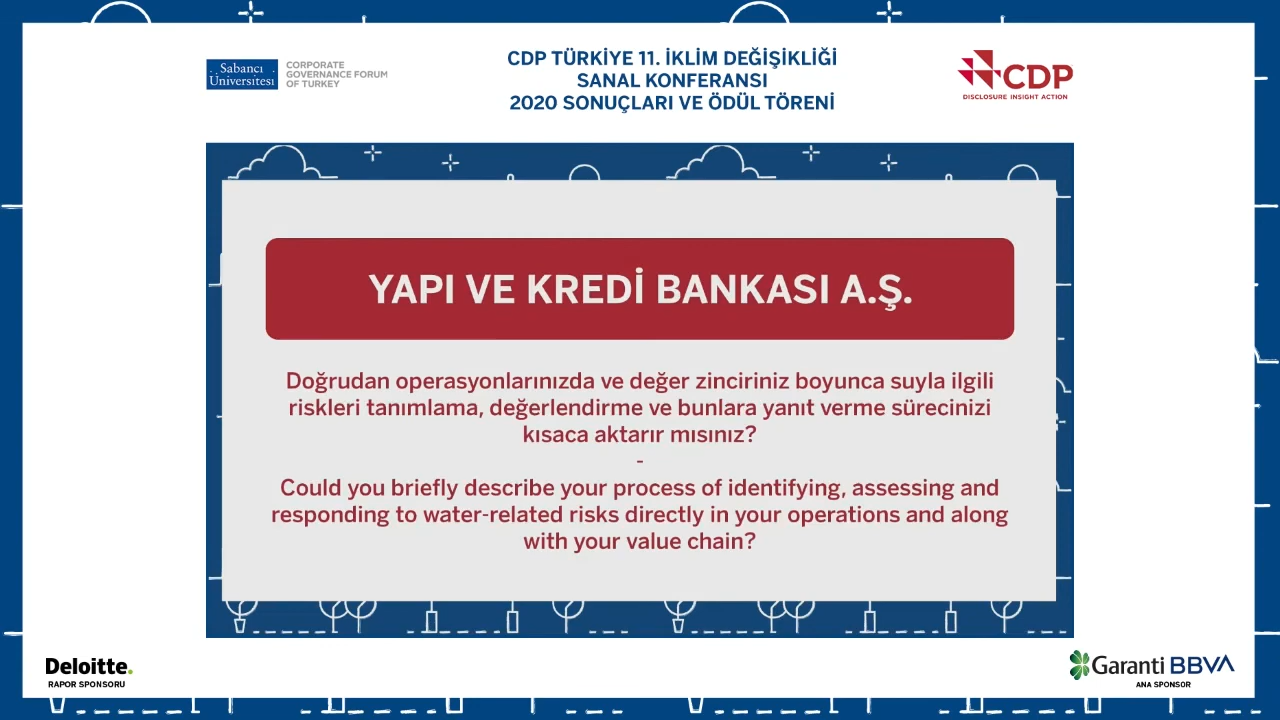 Sabancı
Üniversitesi
CORPORATE
GOVERNANCE FORUM
OF TURKEY
CDP TÜRKİYE 11. İKLİM DEĞİŞİKLİĞİ
SANAL KONFERANSI
2020 SONUÇLARI VE ÖDÜL TÖRENİ
CDP
DISCLOSURE INSIGHT ACTION
YAPI VE KREDİ BANKASI A.Ş.
Doğrudan operasyonlarınızda ve değer zinciriniz boyunca suyla ilgili
riskleri tanımlama, değerlendirme ve bunlara yanıt verme sürecinizi
kısaca aktarır mısınız?
-
Could you briefly describe your process of identifying, assessing and
responding to water-related risks directly in your operations and along
with your value chain?
Deloitte.
RAPOR SPONSORU
Garanti BBVA
ANA SPONSOR